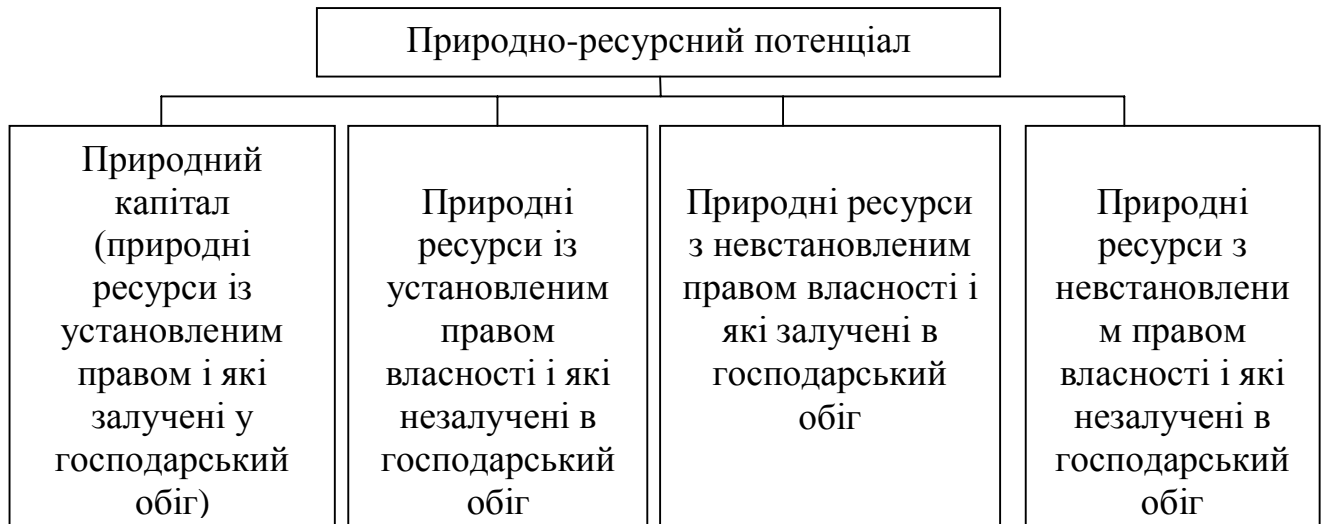 Природно-ресурсний потенціал
Природний
капітал
(природні
ресурси із
установленим
правом і які
залучені у
господарський
обіг)
Природні
ресурси із
установленим
правом
власності і які
незалучені в
господарський
обіг
Природні ресурси
з невстановленим
правом власності і
які залучені в
господарський
обіг
Природні
ресурси з
невстановлени
м правом
власності і які
незалучені в
господарський
обіг